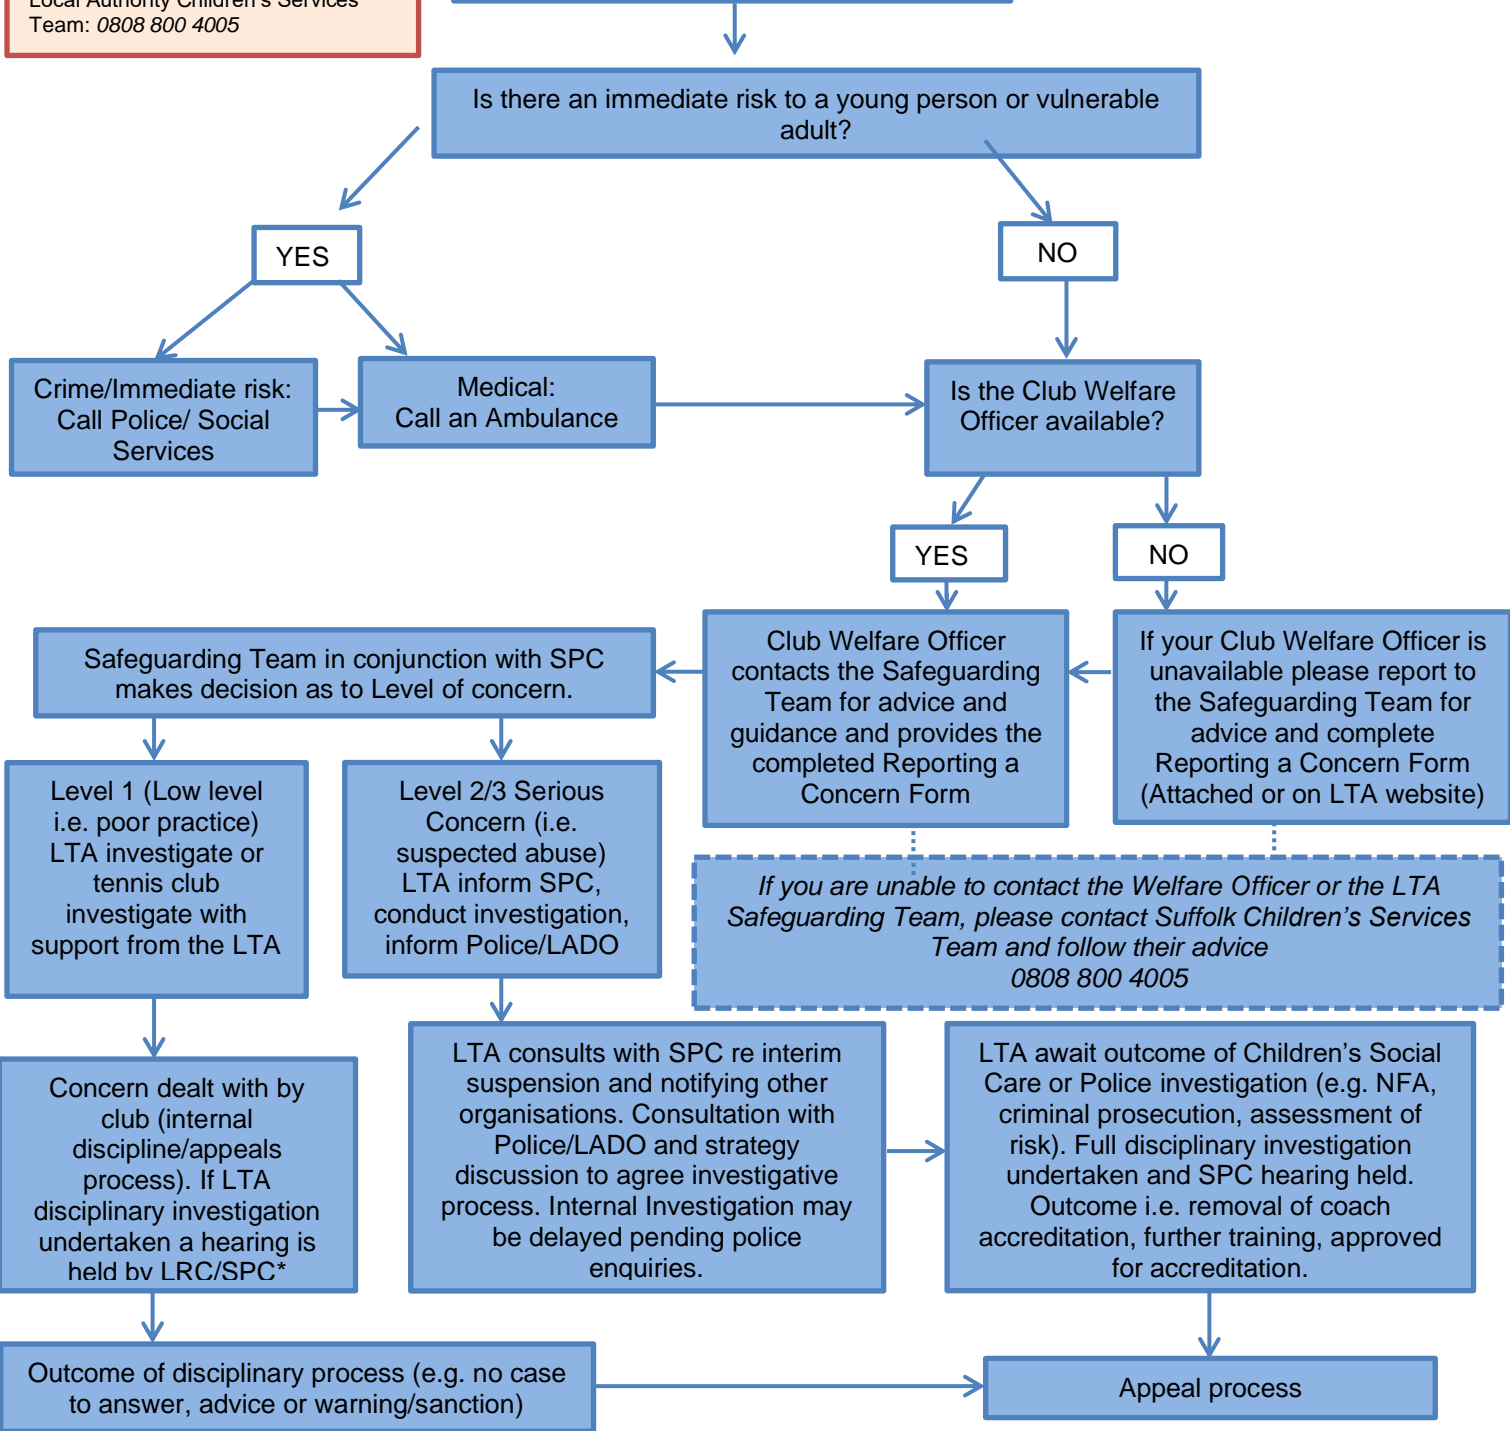 Local Authority Children's Services
Team: 0808 800 4005
Is there an immediate risk to a young person or vulnerable
adult?
YES
NO
Crime/Immediate risk:
Call Police/ Social
Services
Medical:
Call an Ambulance
Is the Club Welfare
Officer available?
YES
NO
Safeguarding Team in conjunction with SPC
makes decision as to Level of concern.
Club Welfare Officer
contacts the Safeguarding
Team for advice and
guidance and provides the
completed Reporting a
Concern Form
If your Club Welfare Officer is
unavailable please report to
the Safeguarding Team for
advice and complete
Reporting a Concern Form
(Attached or on LTA website)
Level 1 (Low level
i.e. poor practice)
LTA investigate or
tennis club
investigate with
support from the LTA
Level 2/3 Serious
Concern (i.e.
suspected abuse)
LTA inform SPC,
conduct investigation,
inform Police/LADO
If you are unable to contact the Welfare Officer or the LTA
Safeguarding Team, please contact Suffolk Children's Services
Team and follow their advice
0808 800 4005
Concern dealt with by
club (internal
discipline/appeals
process). If LTA
disciplinary investigation
undertaken a hearing is
held by LRC/SPC*
LTA consults with SPC re interim
suspension and notifying other
organisations. Consultation with
Police/LADO and strategy
discussion to agree investigative
process. Internal Investigation may
be delayed pending police
enquiries.
LTA await outcome of Children's Social
Care or Police investigation (e.g. NFA,
criminal prosecution, assessment of
risk). Full disciplinary investigation
undertaken and SPC hearing held.
Outcome i.e. removal of coach
accreditation, further training, approved
for accreditation.
Outcome of disciplinary process (e.g. no case
to answer, advice or warning/sanction)
Appeal process